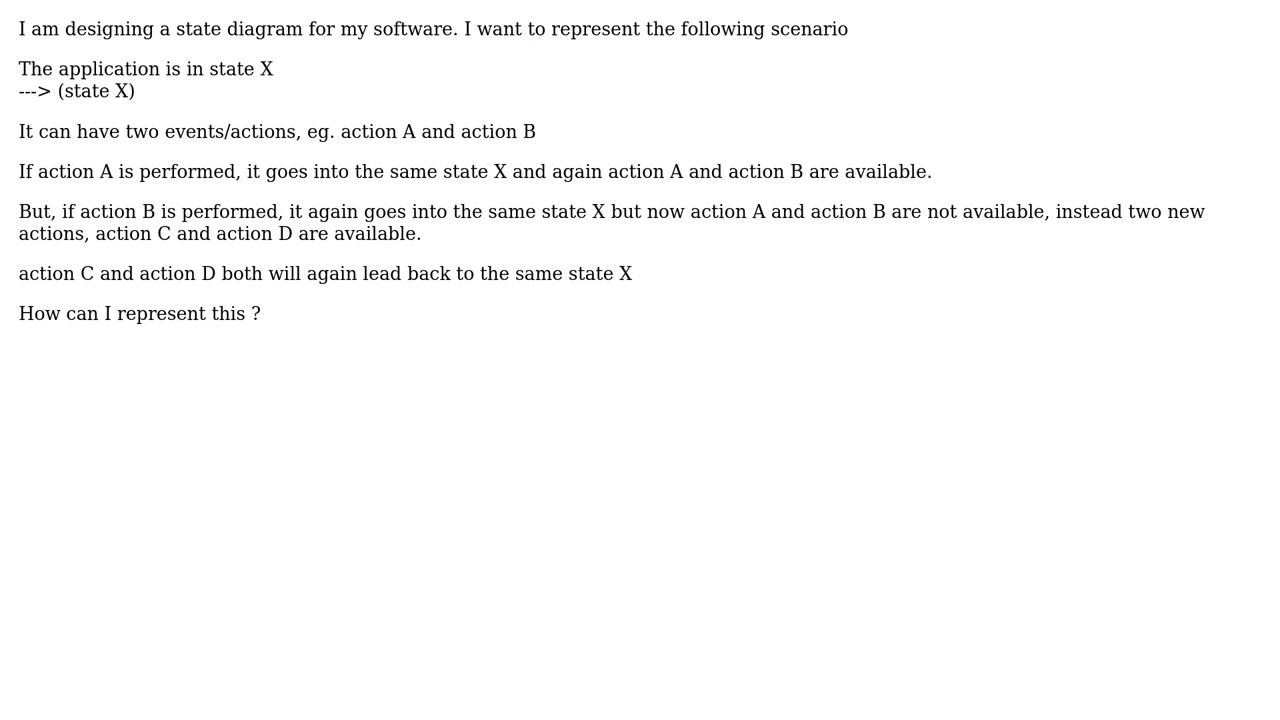 I am designing a state diagram for my software. I want to represent the following scenario
The application is in state X
---> (state X)
It can have two events/actions, eg. action A and action B
If action A is performed, it goes into the same state X and again action A and action B are available.
But, if action B is performed, it again goes into the same state X but now action A and action B are not available, instead two new
actions, action C and action D are available.
action C and action D both will again lead back to the same state X
How can I represent this ?